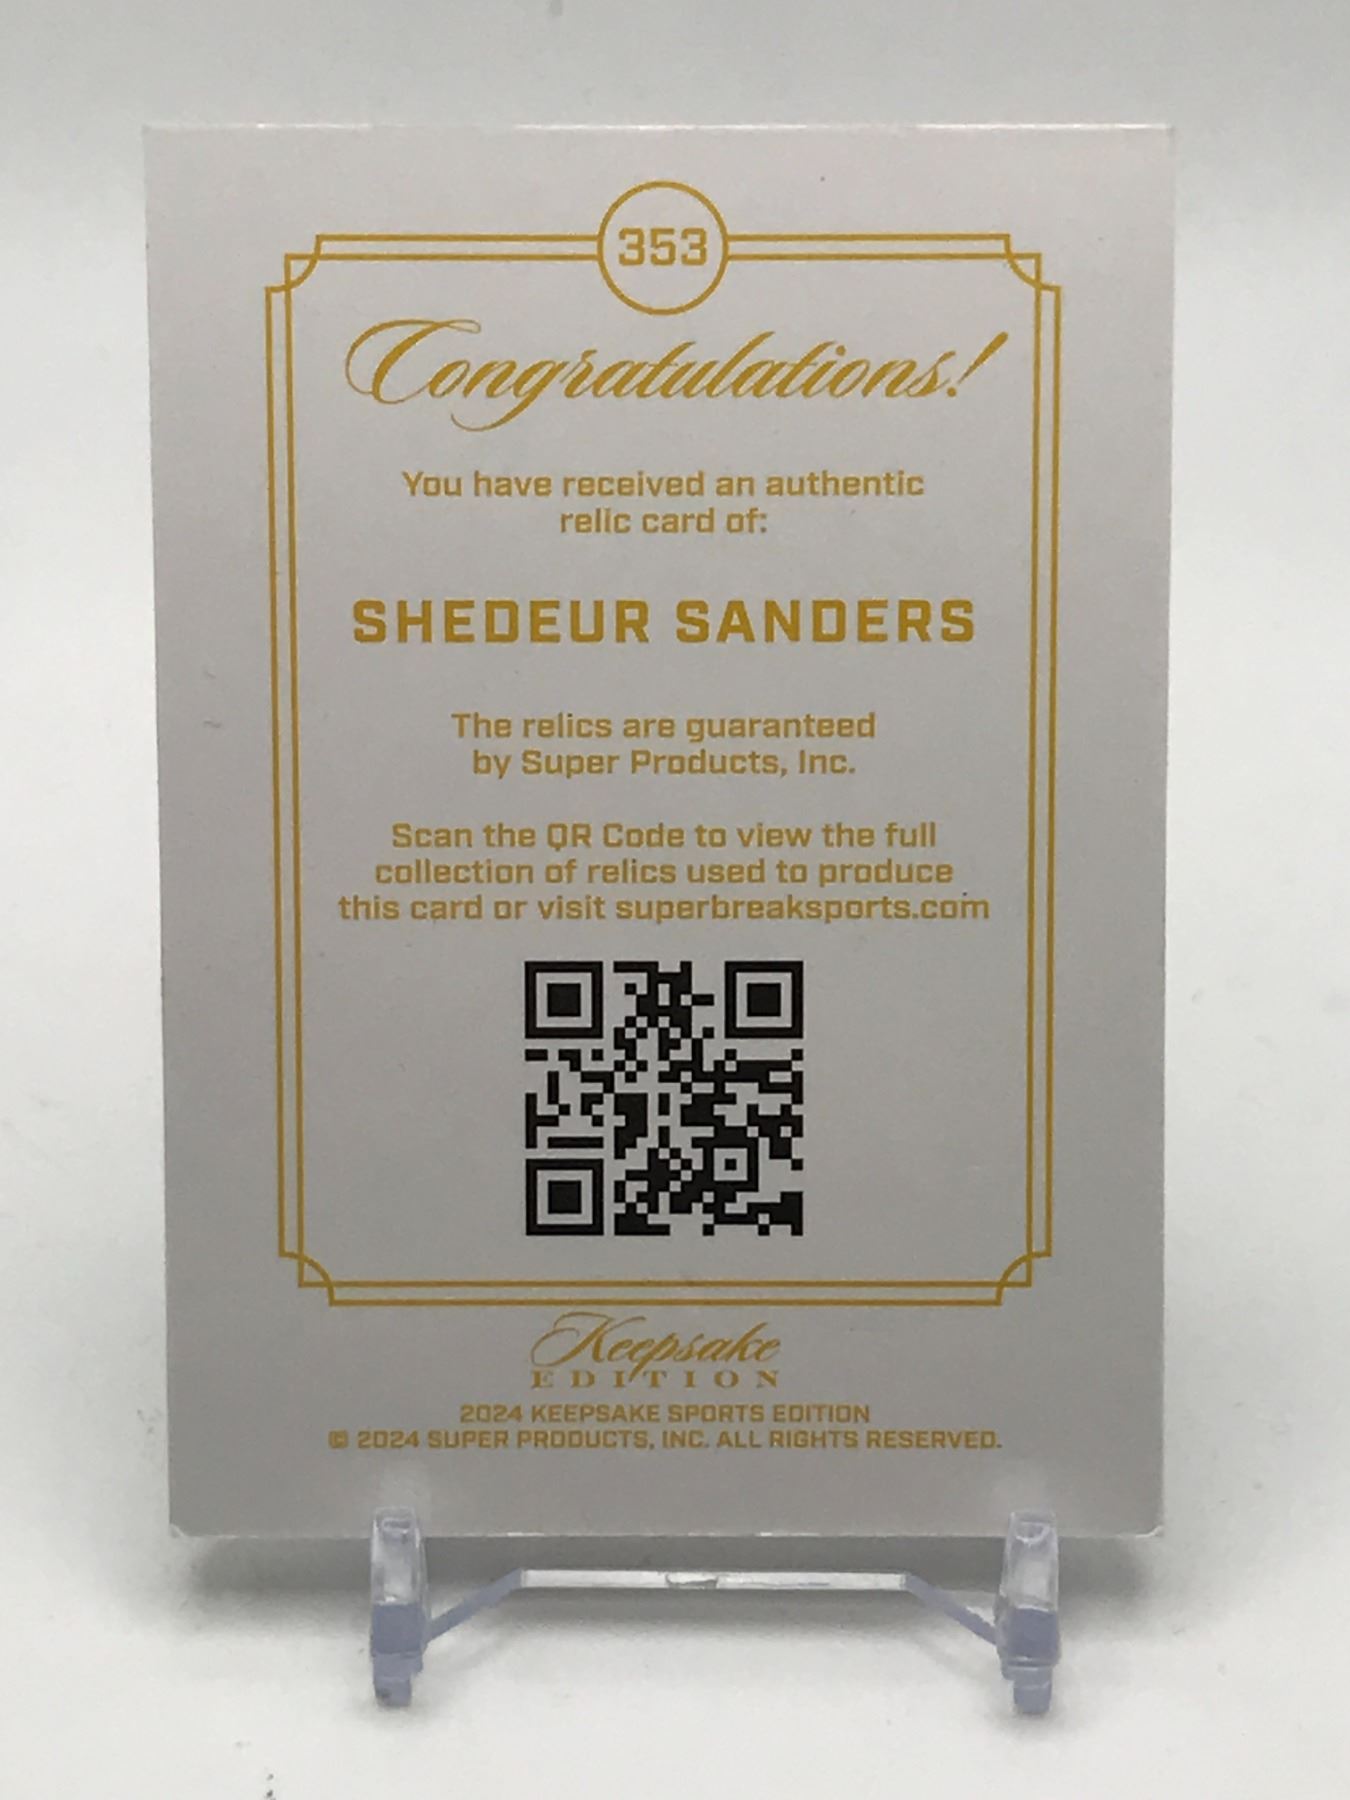 353
Congratulations!
You have received an authentic
relic card of:
SHEDEUR SANDERS
The relics are guaranteed
by Super Products, Inc.
Scan the QR Code to view the full
collection of relics used to produce
this card or visit superbreaksports.com
Keepsake
EDITION
2024 KEEPSAKE SPORTS EDITION
© 2024 SUPER PRODUCTS, INC. ALL RIGHTS RESERVED.